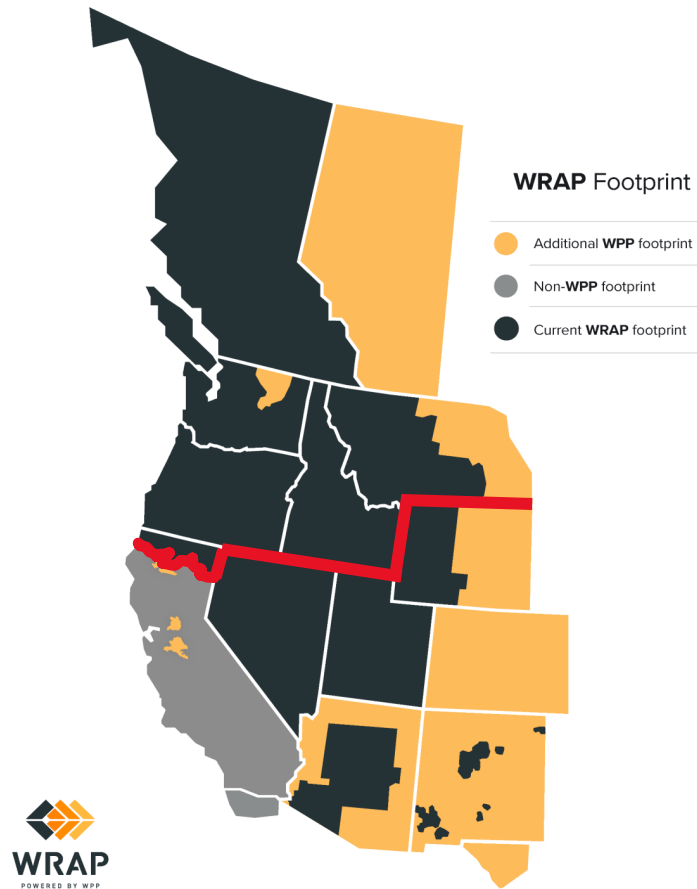 WRAP Footprint
Additional WPP footprint
Non-WPP footprint
Current WRAP footprint
WRAP
POWERED BY WPP